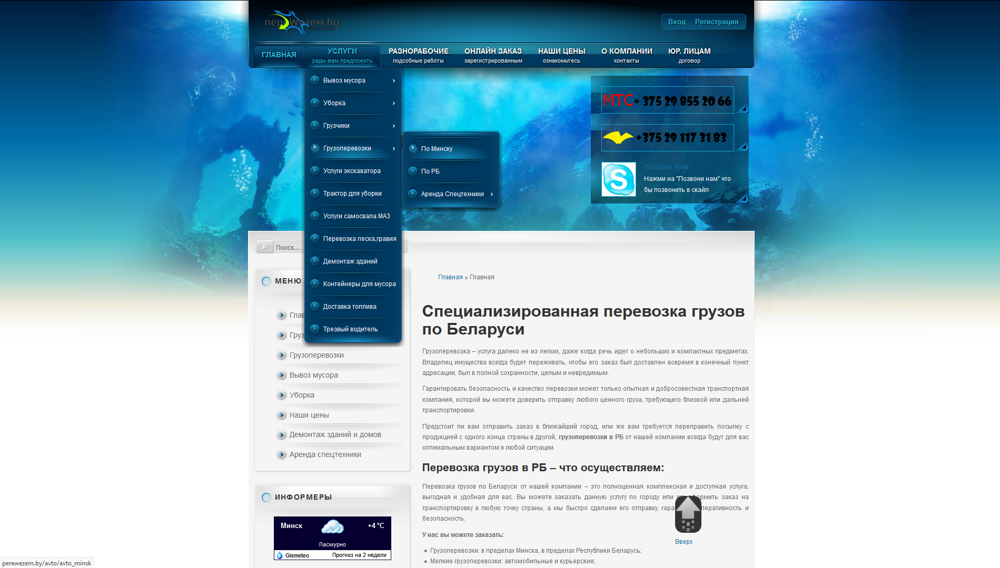 переWезем.by
Вход Регистрация
ГЛАВНАЯ
УСЛУГИ
рады вам предложить
РАЗНОРАБОЧИЕ
подсобные работы
ОНЛАЙН ЗАКАЗ
зарегистрированным
НАШИ ЦЕНЫ
ознакомьтесь
О КОМПАНИИ
контакты
ЮР. ЛИЦАМ
договор
Вывоз мусора
Уборка
Грузчики
Грузоперевозки
Услуги экскаватора
Трактор для уборки
Услуги самосвала МАЗ
Перевозка песка,гравия
Демонтаж зданий
Контейнеры для мусора
Доставка топлива
Трезвый водитель
По Минску
По РБ
Аренда Спецтехники
МТС+ 375 29 855 20 66
+375 29 117 31 83
Позвони нам
Нажми на "Позвони нам" что
бы позвонить в скайп
Поиск...
МЕНЮ
Глав
Груз
Грузоперевозки
Вывоз мусора
Уборка
Наши цены
Демонтаж зданий и домов
Аренда спецтехники
ИНФОРМЕРЫ
Минск +4 °C
Пасмурно
Gismeteo Прогноз на 2 недели
Главная » Главная
Специализированная перевозка грузов
по Беларуси
Грузоперевозка – услуга далеко не из легких, даже когда речь идет о небольших и компактных предметах.
Владелец имущества всегда будет переживать, чтобы его заказ был доставлен вовремя в конечный пункт
адресации, был в полной сохранности, целым и невредимым.
Гарантировать безопасность и качество перевозки может только опытная и добросовестная транспортная
компания, которой вы можете доверить отправку любого ценного груза, требующего близкой или дальней
транспортировки.
Предстоит ли вам отправить заказ в ближайший город, или же вам требуется переправить посылку с
продукцией с одного конца страны в другой, грузоперевозки в РБ от нашей компании всегда будут для вас
оптимальным вариантом в любой ситуации.
Перевозка грузов в РБ – что осуществляем:
Перевозка грузов по Беларуси от нашей компании – это полноценная комплексная и доступная услуга,
выгодная и удобная для вас. Вы можете заказать данную услугу по городу или же оформить заказ на
транспортировку в любую точку страны, а мы быстро сделаем его отправку, гара перативность и
безопасность.
У нас вы можете заказать:
Грузоперевозки: в пределах Минска, в пределах Республики Беларусь;
Мелкие грузоперевозки: автомобильные и курьерские;
Вверх
perewezem.by/avto/avto_minsk